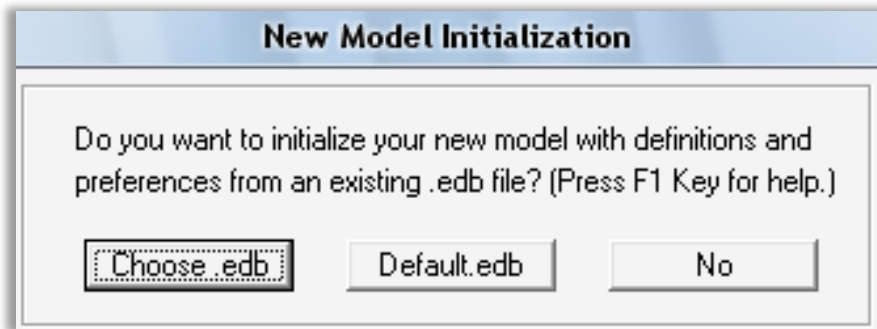 New Model Initialization
Do you want to initialize your new model with definitions and
preferences from an existing .edb file? (Press F1 Key for help.)
Choose .edb
Default.edb
No